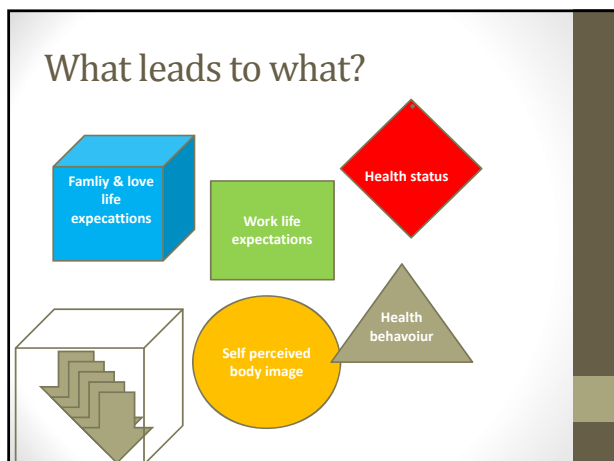 What leads to what?
Famliy & love
life
expecattions
Work life
expectations
Health status
Self perceived
body image
Health
behavoiur